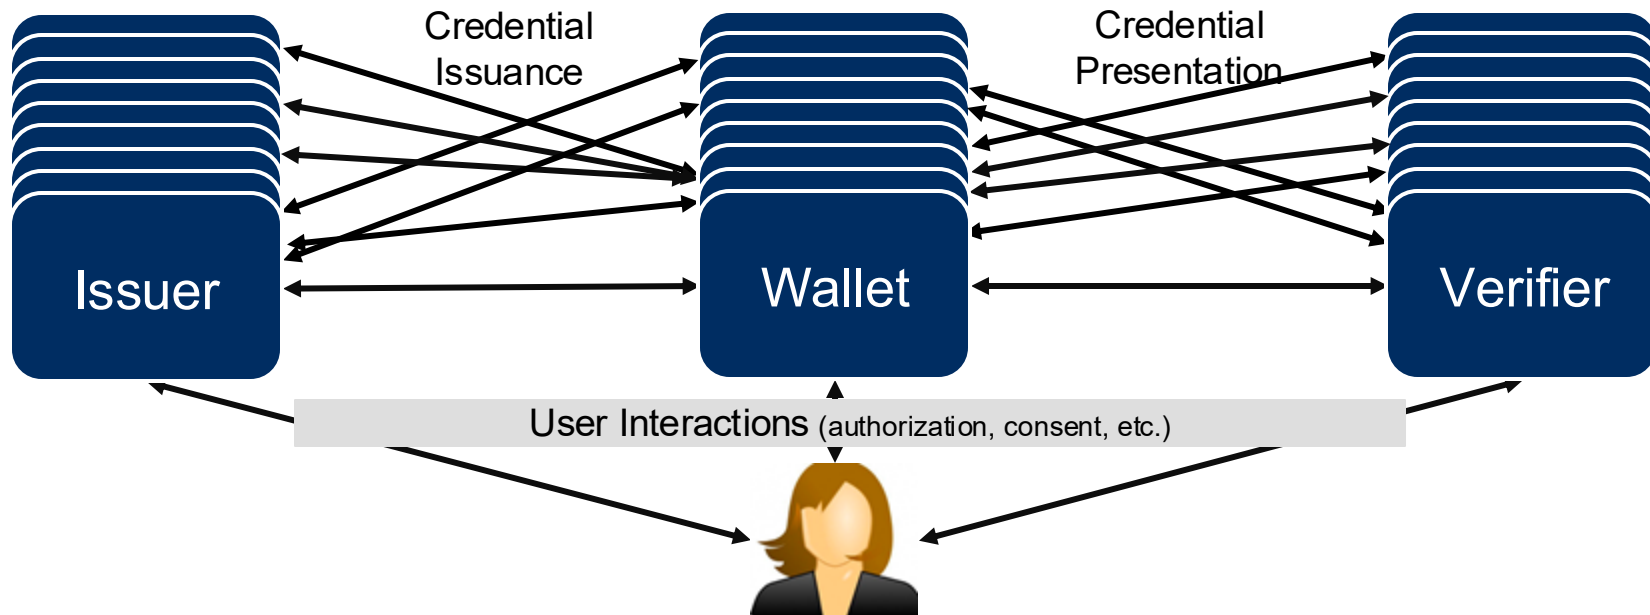 Credential
Issuance
Credential
Presentation
Issuer
Wallet
Verifier
User Interactions (authorization, consent, etc.)